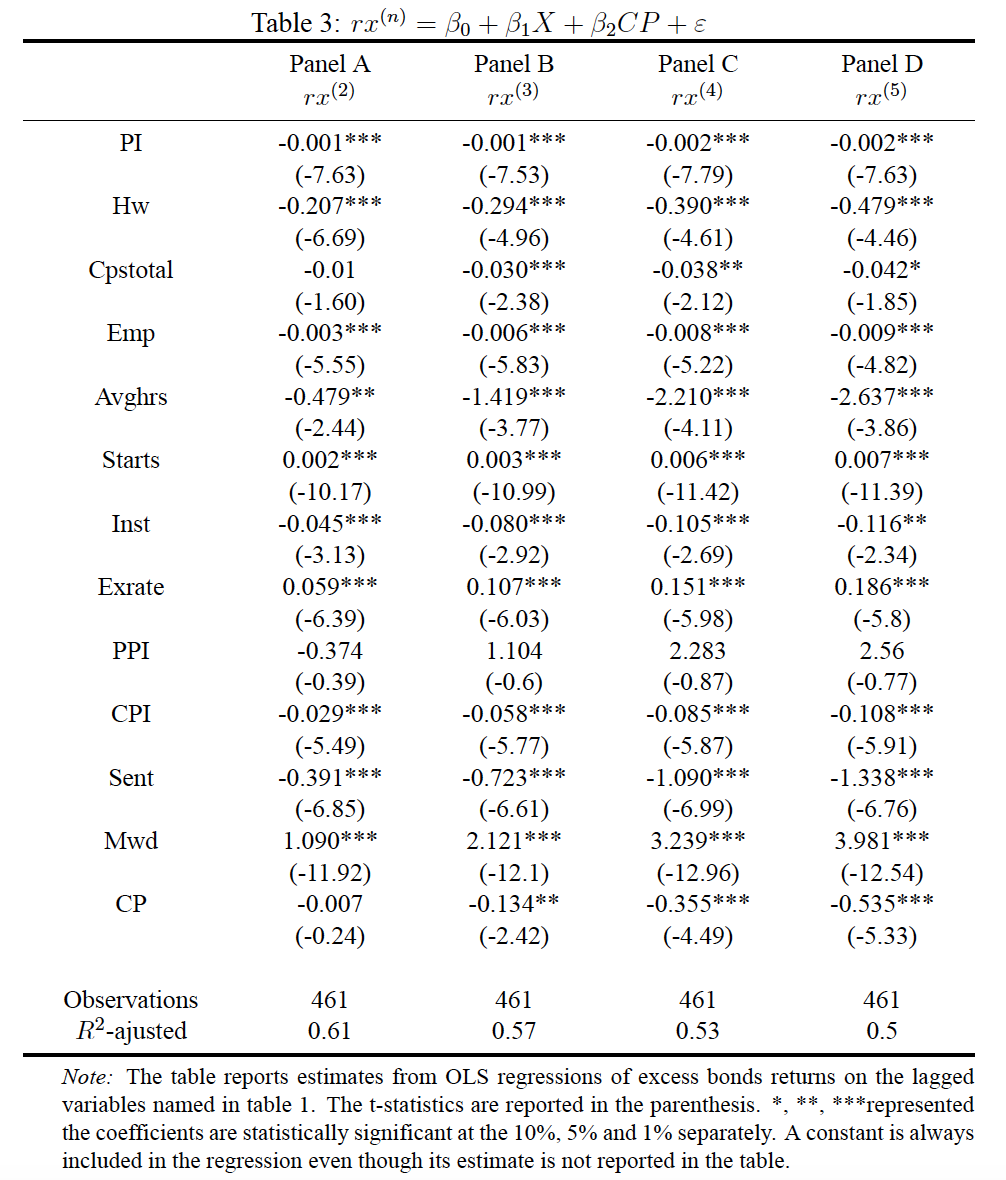 Table 3: rx^(n) = β₀ + β₁X + β₂CP + ε
Panel A Panel B Panel C Panel D
rx^(2) rx^(3) rx^(4) rx^(5)
PI -0.001*** -0.001*** -0.002*** -0.002***
(-7.63) (-7.53) (-7.79) (-7.63)
Hw -0.207*** -0.294*** -0.390*** -0.479***
(-6.69) (-4.96) (-4.61) (-4.46)
Cpstotal -0.01 -0.030*** -0.038** -0.042*
(-1.60) (-2.38) (-2.12) (-1.85)
Emp -0.003*** -0.006*** -0.008*** -0.009***
(-5.55) (-5.83) (-5.22) (-4.82)
Avghrs -0.479** -1.419*** -2.210*** -2.637***
(-2.44) (-3.77) (-4.11) (-3.86)
Starts 0.002*** 0.003*** 0.006*** 0.007***
(-10.17) (-10.99) (-11.42) (-11.39)
Inst -0.045*** -0.080*** -0.105*** -0.116**
(-3.13) (-2.92) (-2.69) (-2.34)
Exrate 0.059*** 0.107*** 0.151*** 0.186***
(-6.39) (-6.03) (-5.98) (-5.8)
PPI -0.374 1.104 2.283 2.56
(-0.39) (-0.6) (-0.87) (-0.77)
CPI -0.029*** -0.058*** -0.085*** -0.108***
(-5.49) (-5.77) (-5.87) (-5.91)
Sent -0.391*** -0.723*** -1.090*** -1.338***
(-6.85) (-6.61) (-6.99) (-6.76)
Mwd 1.090*** 2.121*** 3.239*** 3.981***
(-11.92) (-12.1) (-12.96) (-12.54)
CP -0.007 -0.134** -0.355*** -0.535***
(-0.24) (-2.42) (-4.49) (-5.33)
Observations 461 461 461 461
R²-ajusted 0.61 0.57 0.53 0.5
Note: The table reports estimates from OLS regressions of excess bonds returns on the lagged
variables named in table 1. The t-statistics are reported in the parenthesis. *, **, ***represented
the coefficients are statistically significant at the 10%, 5% and 1% separately. A constant is always
included in the regression even though its estimate is not reported in the table.